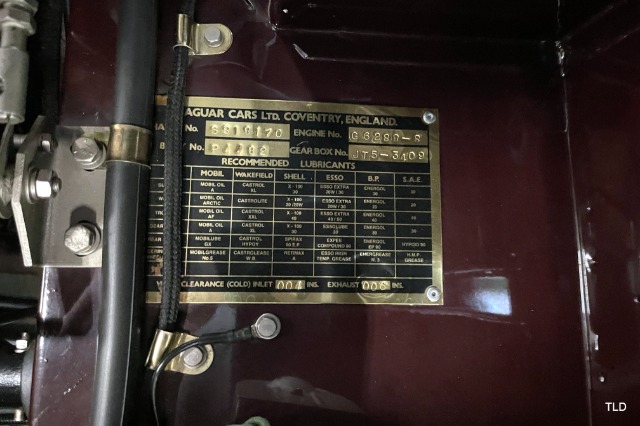 AGUAR CARS LTD. COVENTRY, ENGLAND.
No. ENGINE No. G6280-8
No. GEAR BOX No. JT5-3409
RECOMMENDED LUBRICANTS
MOBIL WAKEFIELD SHELL ESSO B.P. S.A.E.
MOBIL OIL A CASTROL XL X-100 30 ESSO EXTRA 20W/30 ENERGOL 30 30
MOBIL OIL ARCTIC CASTROLITE X-100 20/20W ESSO EXTRA 20W/30 ENERGOL 20 20
MOBIL OIL AF CASTROL XXL X-100 40 ESSO EXTRA 40/50 ENERGOL 40 40
MOBIL OIL A CASTROL XL X-100 30 ESSOLUBE 30 ENERGOL 30 30
GEAR MOBILUBE GX CASTROL HYPOY SPIRAX 90 E.P. EXPEE COMPOUND 90 ENERGOL EP 90 HYPOID 90
MOBILGREASE No.5 CASTROLEASE W.B. RETINAX A ESSO HIGH TEMP. GREASE ENERGREASE N. 3 H.M.P. GREASE
CLEARANCE (COLD) INLET 004 INS. EXHAUST 006 INS.
TLD